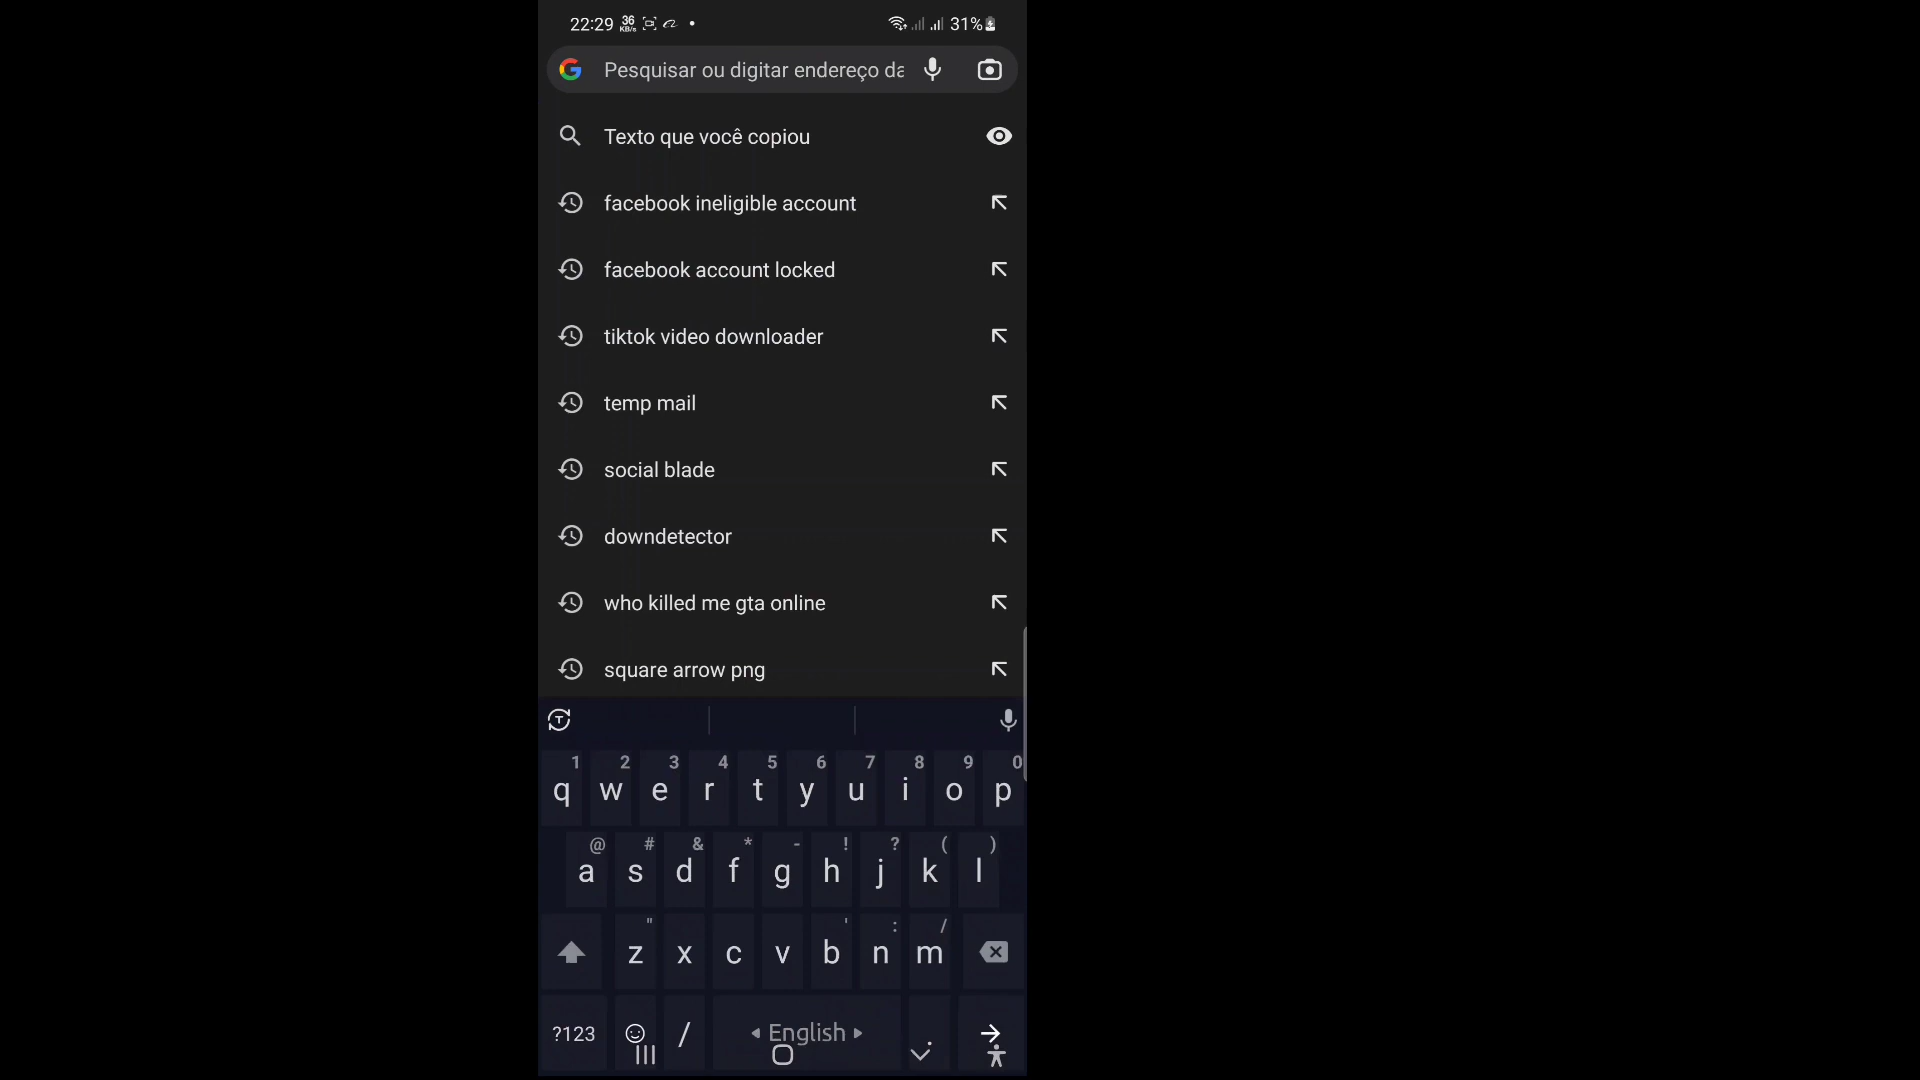 22:29 36 KB/s 31%
Pesquisar ou digitar endereço da
Texto que você copiou
facebook ineligible account
facebook account locked
tiktok video downloader
temp mail
social blade
downdetector
who killed me gta online
square arrow png
T
1 2 3 4 5 6 7 8 9 0
q w e r t y u i o p
@ # & * - ! ? ( )
a s d f g h j k l
" ' : /
z x c v b n m
?123 / English